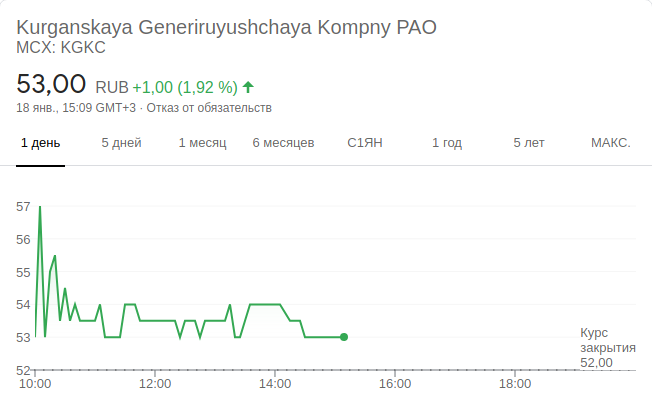 Kurganskaya Generiruyushchaya Kompny PAO
MCX: KGKC
53,00 RUB +1,00 (1,92 %)
18 янв., 15:09 GMT+3 · Отказ от обязательств
1 день 5 дней 1 месяц 6 месяцев С1ЯН 1 год 5 лет МАКС.
57
56
55
54
53
52
Курс
закрытия
52,00
10:00 12:00 14:00 16:00 18:00